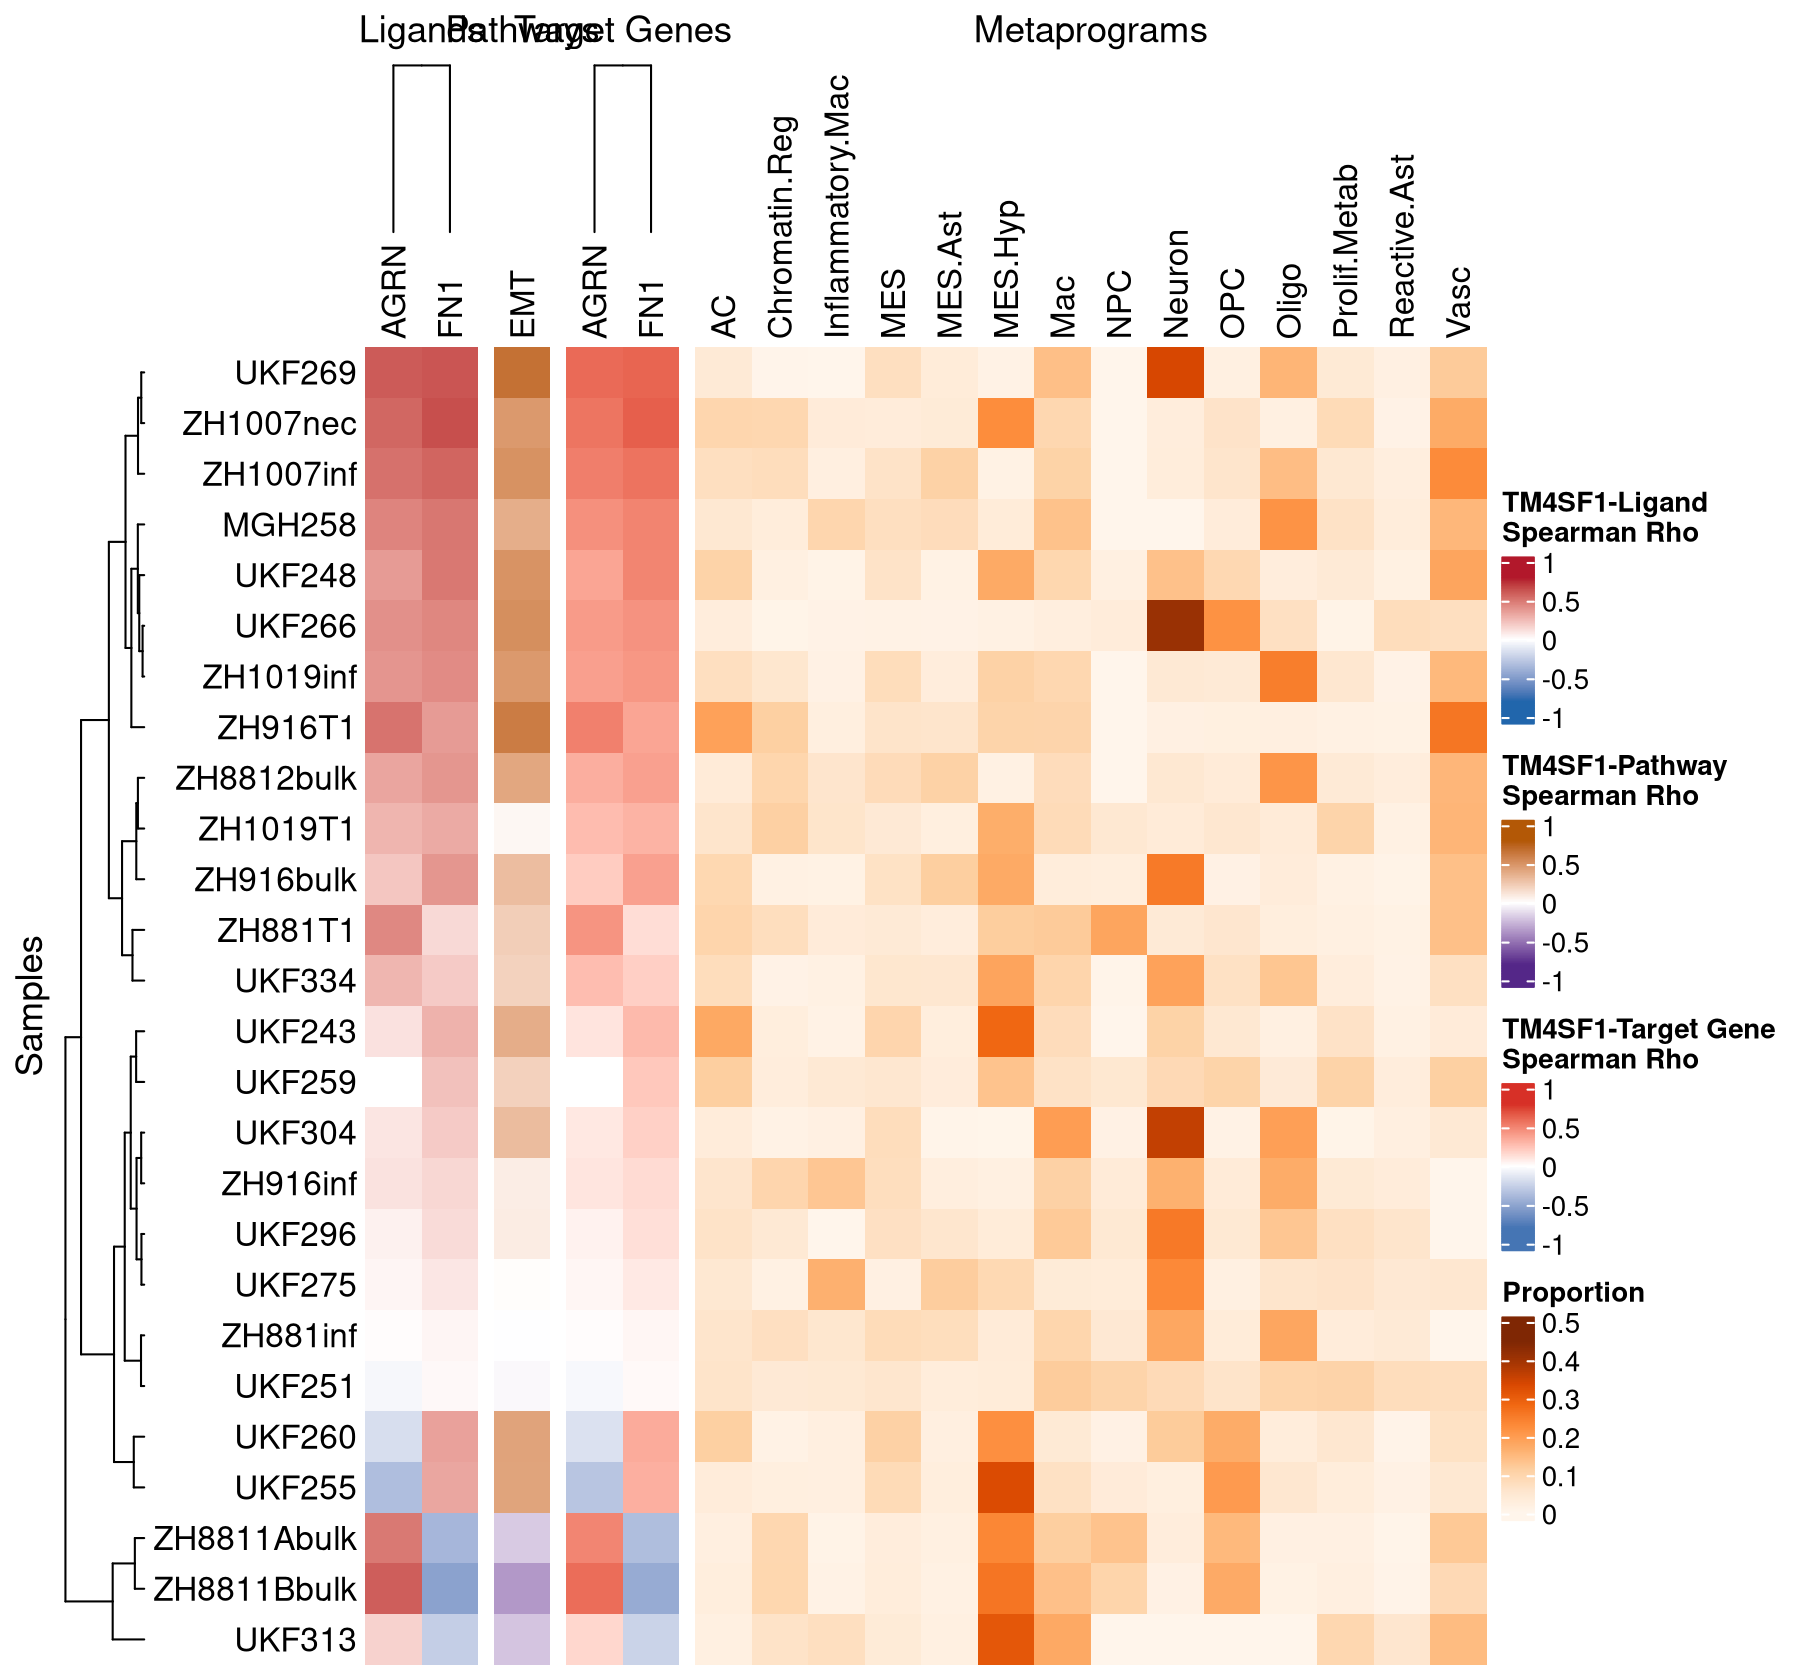 Ligands Pathways Target Genes Metaprograms
AGRN FN1 EMT AGRN FN1 AC Chromatin.Reg Inflammatory.Mac MES MES.Ast MES.Hyp Mac NPC Neuron OPC Oligo Prolif.Metab Reactive.Ast Vasc
Samples
UKF269
ZH1007nec
ZH1007inf
MGH258
UKF248
UKF266
ZH1019inf
ZH916T1
ZH8812bulk
ZH1019T1
ZH916bulk
ZH881T1
UKF334
UKF243
UKF259
UKF304
ZH916inf
UKF296
UKF275
ZH881inf
UKF251
UKF260
UKF255
ZH8811Abulk
ZH8811Bbulk
UKF313
TM4SF1-Ligand
Spearman Rho
1
0.5
0
-0.5
-1
TM4SF1-Pathway
Spearman Rho
1
0.5
0
-0.5
-1
TM4SF1-Target Gene
Spearman Rho
1
0.5
0
-0.5
-1
Proportion
0.5
0.4
0.3
0.2
0.1
0